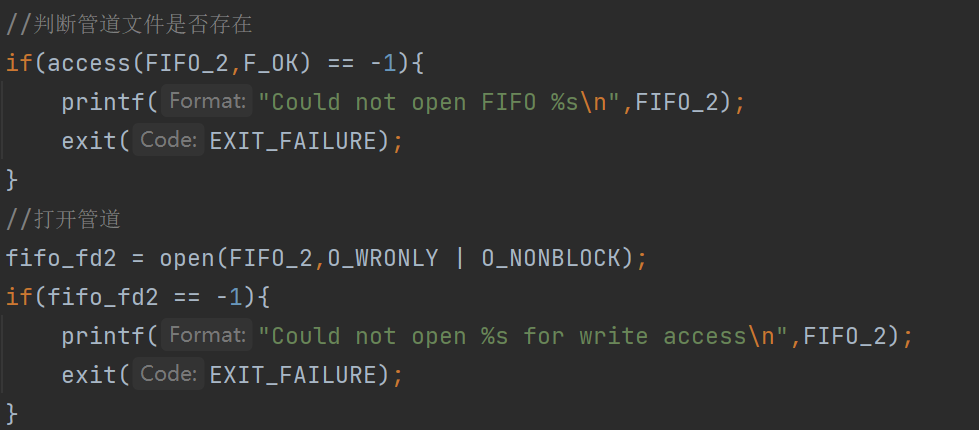 //判断管道文件是否存在
if(access(FIFO_2,F_OK) == -1){
    printf( Format: "Could not open FIFO %s\n",FIFO_2);
    exit( Code: EXIT_FAILURE);
}
//打开管道
fifo_fd2 = open(FIFO_2,O_WRONLY | O_NONBLOCK);
if(fifo_fd2 == -1){
    printf( Format: "Could not open %s for write access\n",FIFO_2);
    exit( Code: EXIT_FAILURE);
}